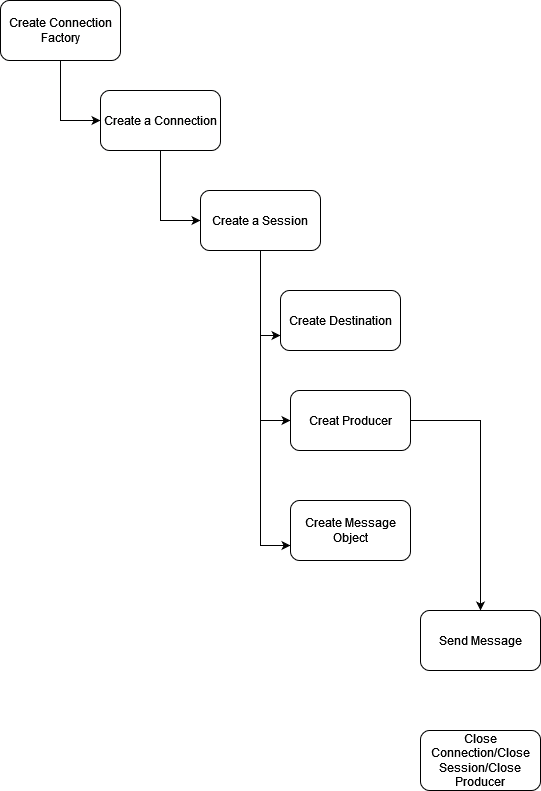 Create Connection
Factory
Create a Connection
Create a Session
Create Destination
Creat Producer
Create Message
Object
Send Message
Close
Connection/Close
Session/Close
Producer